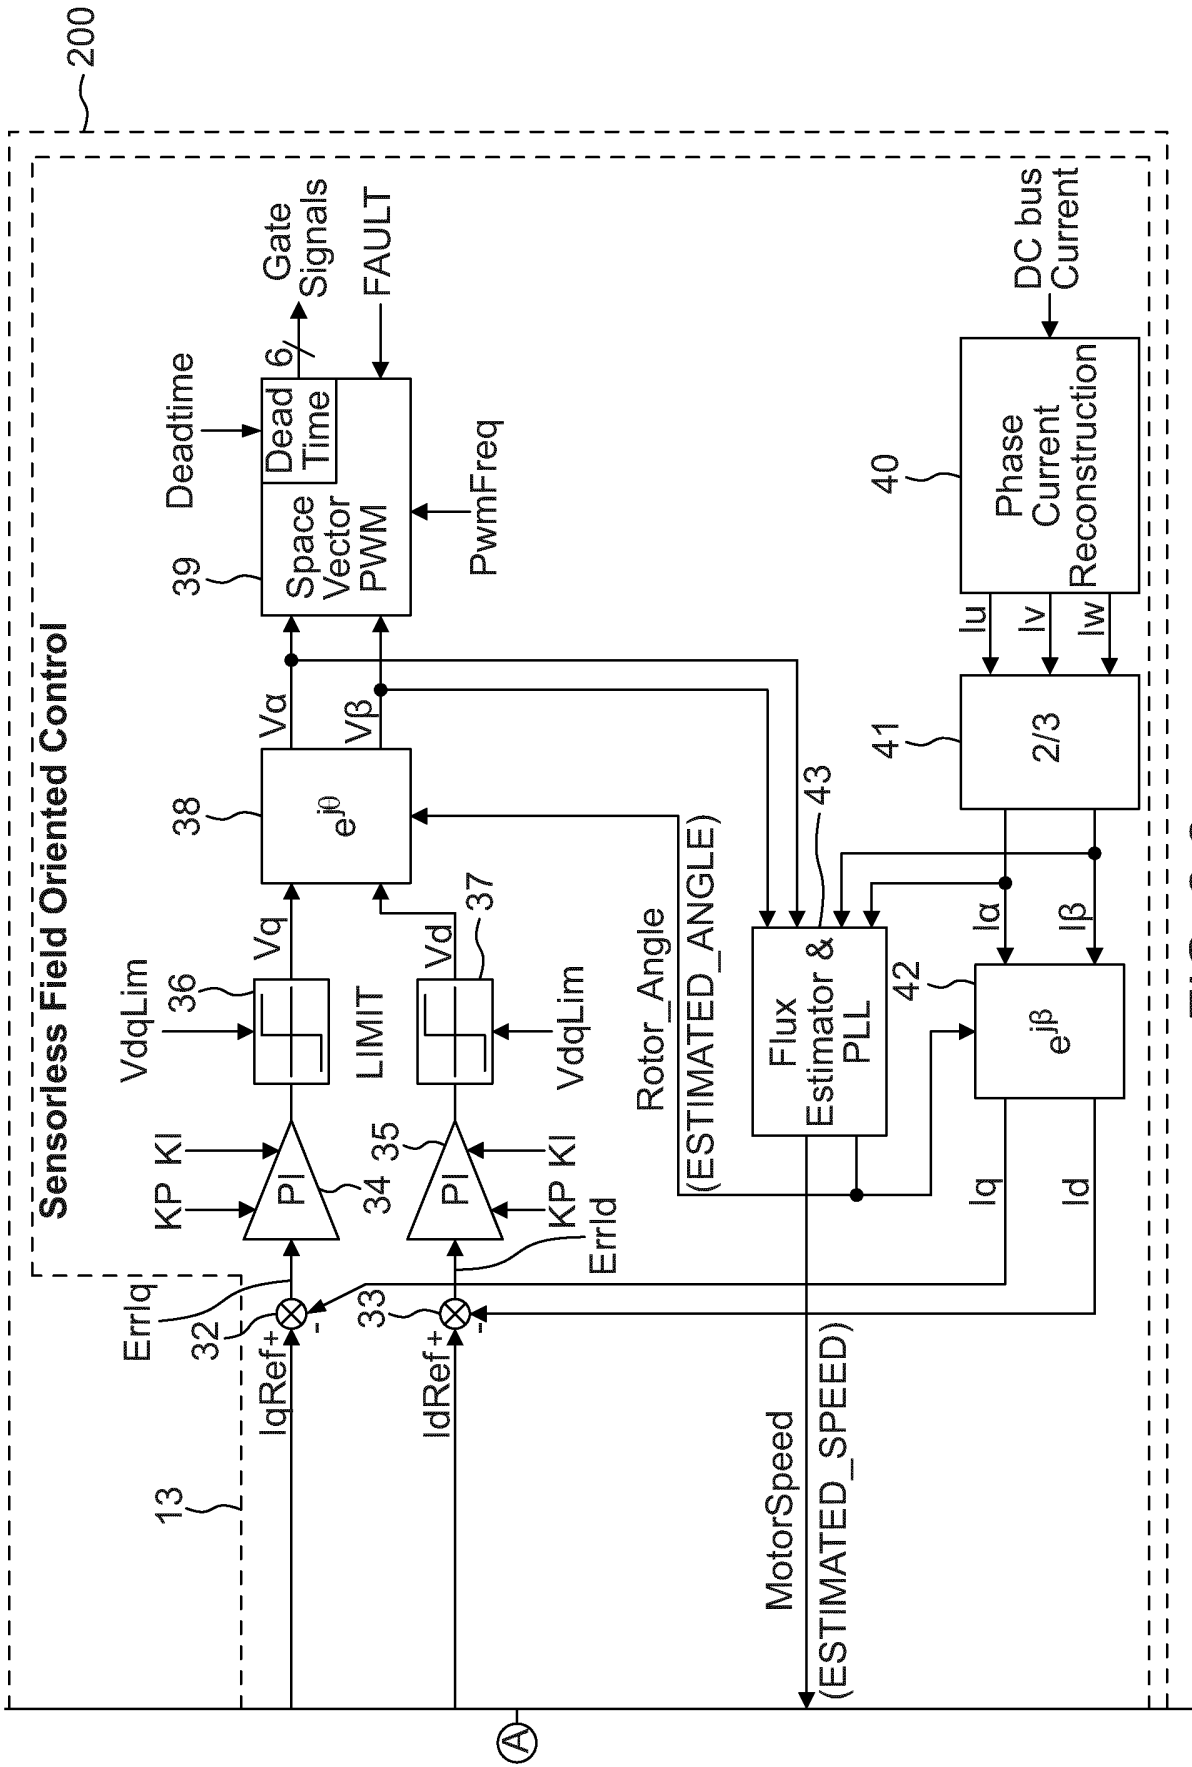 200
Sensorless Field Oriented Control
13
ErrIq
32
IqRef
+
-
KP
KI
PI
34
VdqLim
36
LIMIT
Vq
38
e^jθ
Vα
Vβ
39
Space
Vector
PWM
Dead
Time
Deadtime
6
Gate
Signals
FAULT
PwmFreq
IdRef
+
-
33
ErrId
35
PI
KP
KI
37
VdqLim
Vd
Rotor_Angle
(ESTIMATED_ANGLE)
MotorSpeed
(ESTIMATED_SPEED)
43
Flux
Estimator &
PLL
Iq
Id
42
e^jβ
Iα
Iβ
41
2/3
Iu
Iv
Iw
40
Phase
Current
Reconstruction
DC bus
Current
A